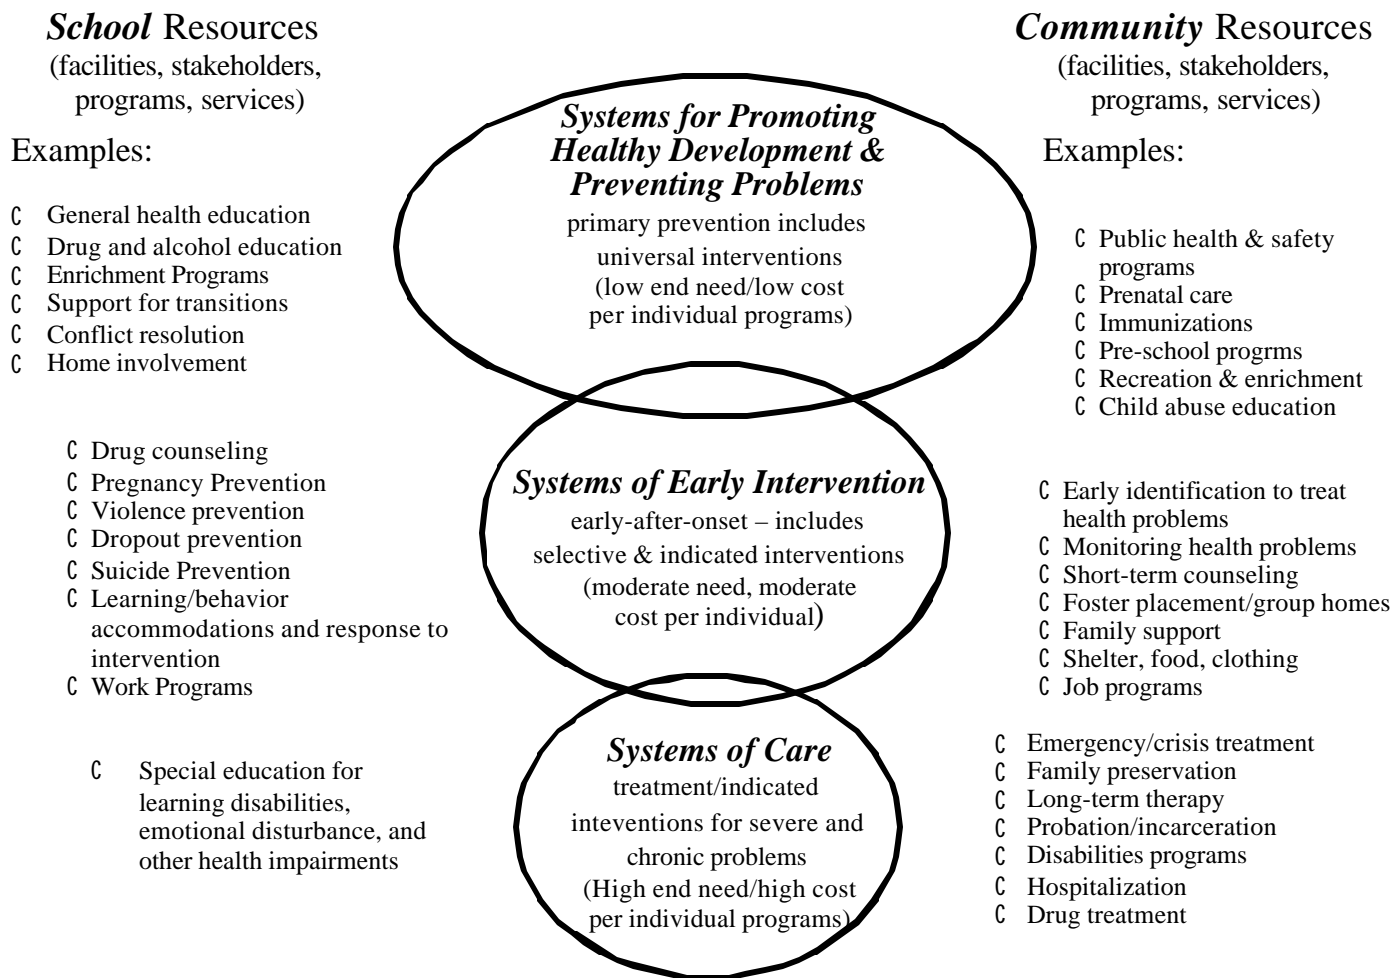 School Resources
(facilities, stakeholders,
programs, services)
Examples:
C General health education
C Drug and alcohol education
C Enrichment Programs
C Support for transitions
C Conflict resolution
C Home involvement
C Drug counseling
C Pregnancy Prevention
C Violence prevention
C Dropout prevention
C Suicide Prevention
C Learning/behavior
accommodations and response to
intervention
C Work Programs
C Special education for
learning disabilities,
emotional disturbance, and
other health impairments
Systems for Promoting
Healthy Development &
Preventing Problems
primary prevention includes
universal interventions
(low end need/low cost
per individual programs)
Systems of Early Intervention
early-after-onset – includes
selective & indicated interventions
(moderate need, moderate
cost per individual)
Systems of Care
treatment/indicated
inteventions for severe and
chronic problems
(High end need/high cost
per individual programs)
Community Resources
(facilities, stakeholders,
programs, services)
Examples:
C Public health & safety
programs
C Prenatal care
C Immunizations
C Pre-school progrms
C Recreation & enrichment
C Child abuse education
C Early identification to treat
health problems
C Monitoring health problems
C Short-term counseling
C Foster placement/group homes
C Family support
C Shelter, food, clothing
C Job programs
C Emergency/crisis treatment
C Family preservation
C Long-term therapy
C Probation/incarceration
C Disabilities programs
C Hospitalization
C Drug treatment